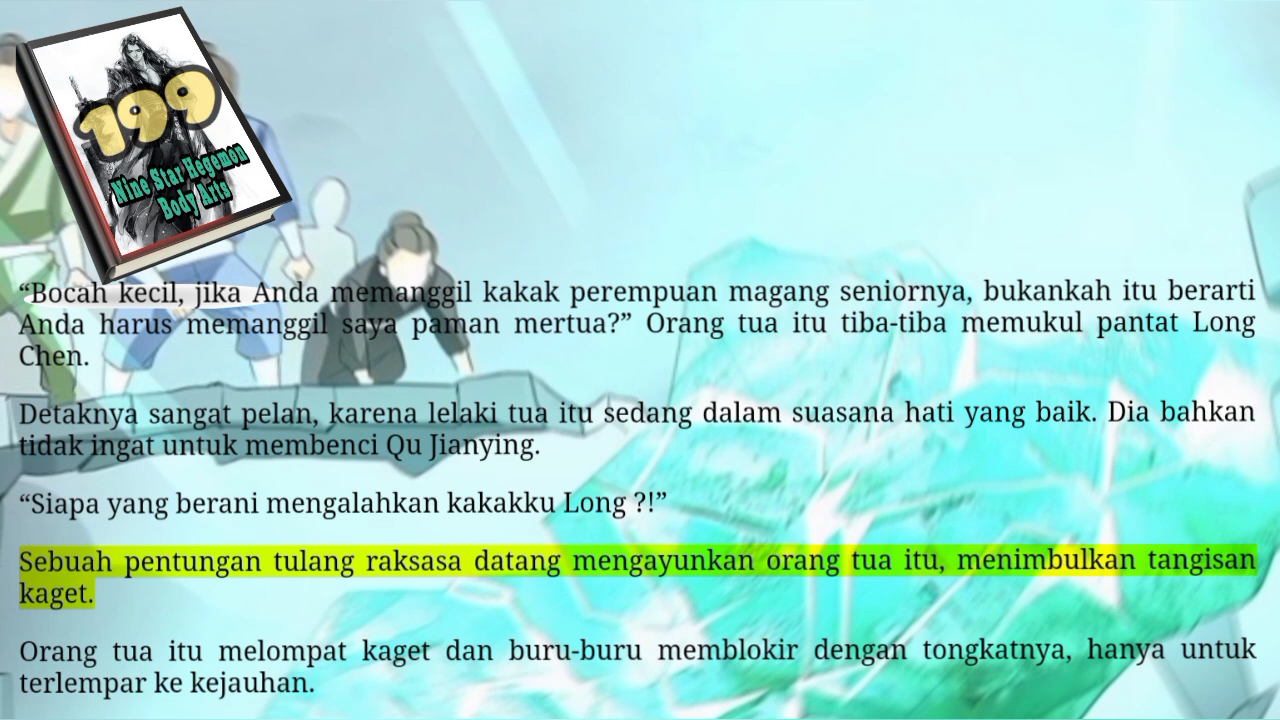 199
Nine Star Hegemon
Body Arts
“Bocah kecil, jika Anda memanggil kakak perempuan magang seniornya, bukankah itu berarti
Anda harus memanggil saya paman mertua?” Orang tua itu tiba-tiba memukul pantat Long
Chen.
Detaknya sangat pelan, karena lelaki tua itu sedang dalam suasana hati yang baik. Dia bahkan
tidak ingat untuk membenci Qu Jianying.
“Siapa yang berani mengalahkan kakakku Long ?!”
Sebuah pentungan tulang raksasa datang mengayunkan orang tua itu, menimbulkan tangisan
kaget.
Orang tua itu melompat kaget dan buru-buru memblokir dengan tongkatnya, hanya untuk
terlempar ke kejauhan.